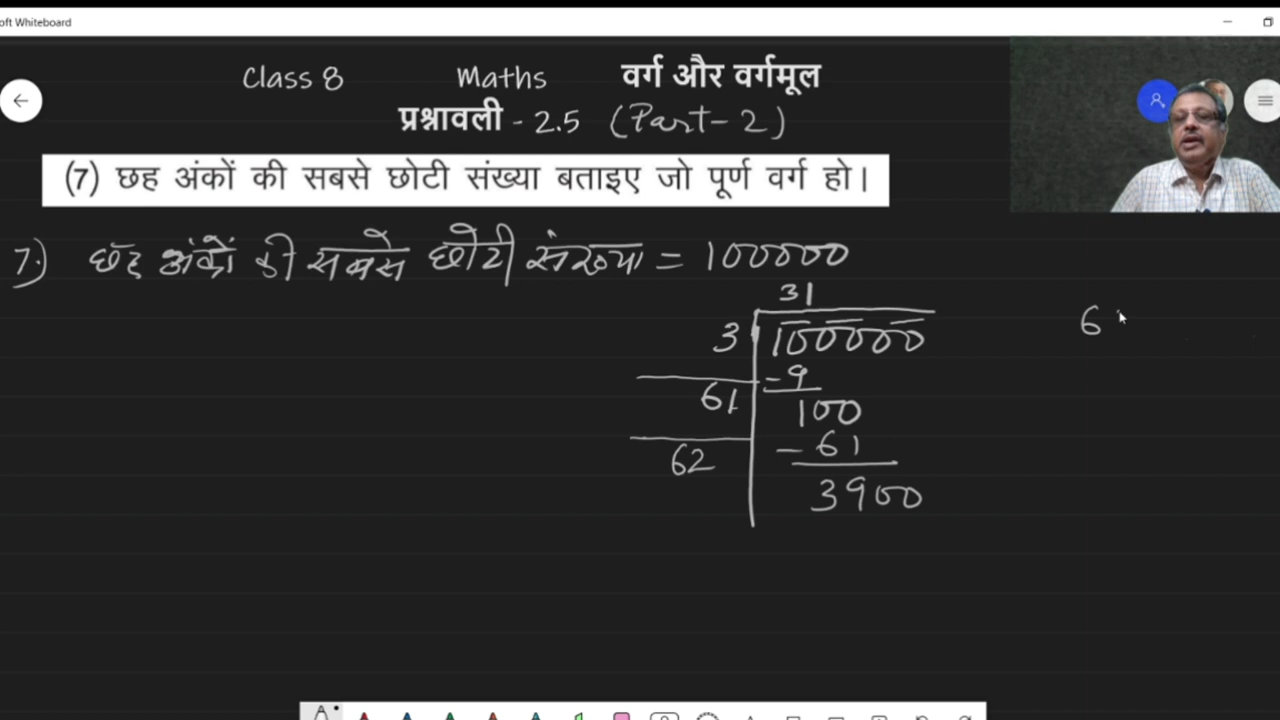 oft Whiteboard
Class 8 Maths वर्ग और वर्गमूल
प्रश्नावली - 2.5 (Part-2)
(7) छह अंकों की सबसे छोटी संख्या बताइए जो पूर्ण वर्ग हो।
7.) छह अंकों की सबसे छोटी संख्या = 100000
31
3 100000 6
- 9
61 100
- 61
62 3900